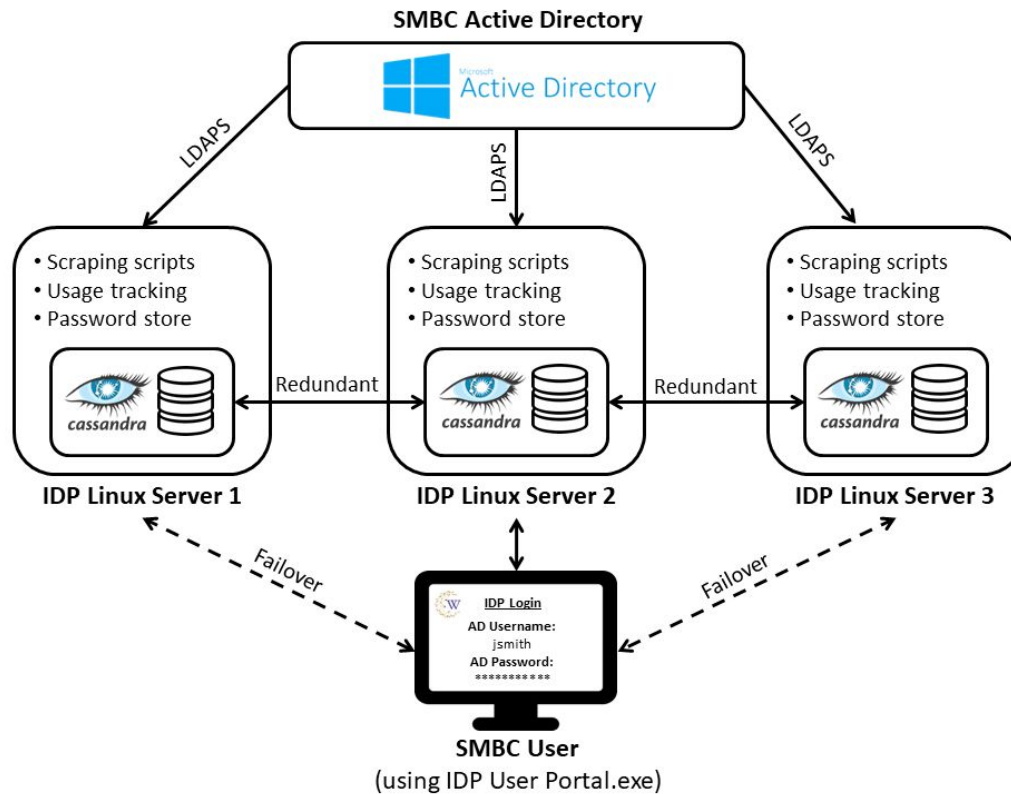 SMBC Active Directory
Microsoft
Active Directory
LDAPS
LDAPS
LDAPS
• Scraping scripts
• Usage tracking
• Password store
cassandra
IDP Linux Server 1
• Scraping scripts
• Usage tracking
• Password store
cassandra
IDP Linux Server 2
• Scraping scripts
• Usage tracking
• Password store
cassandra
IDP Linux Server 3
Redundant
Redundant
Failover
Failover
W
IDP Login
AD Username:
jsmith
AD Password:
***********
SMBC User
(using IDP User Portal.exe)